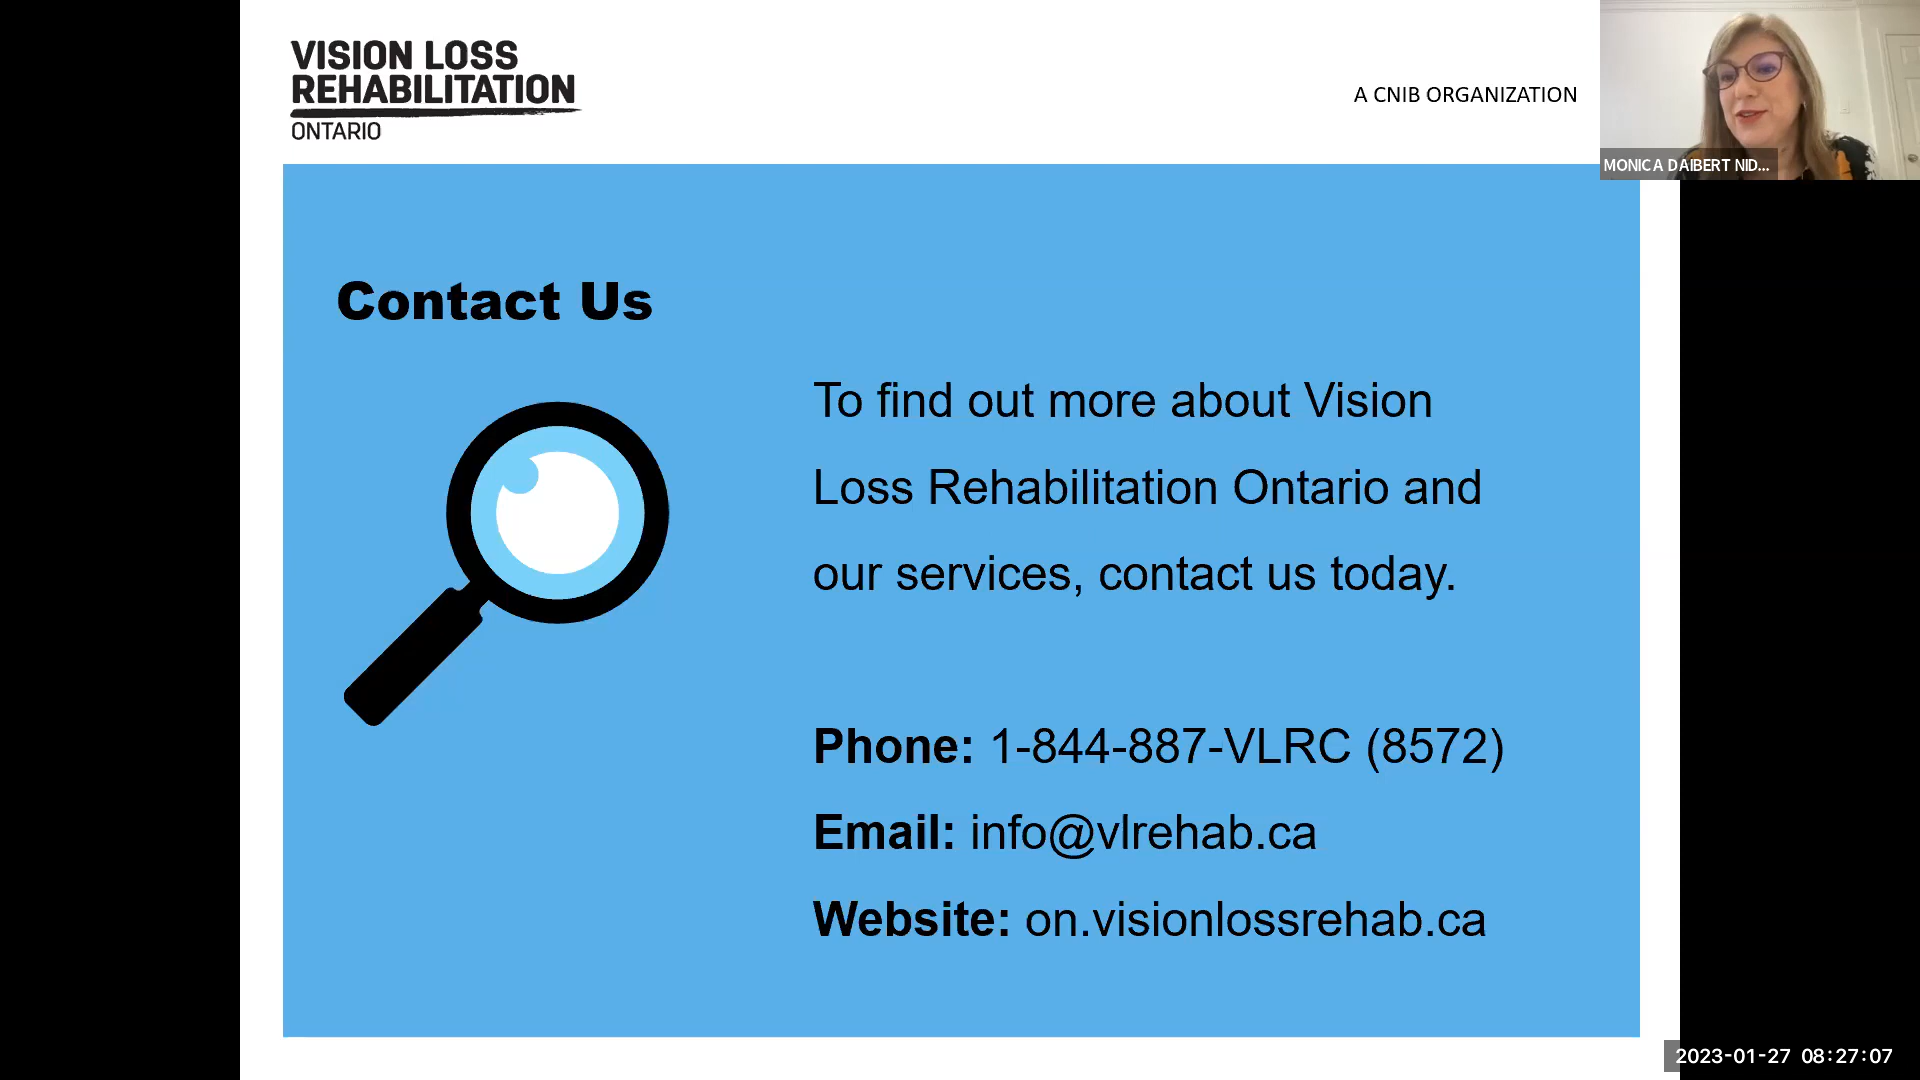 VISION LOSS
REHABILITATION
ONTARIO
A CNIB ORGANIZATION
MONICA DAIBERT NID...
Contact Us
To find out more about Vision
Loss Rehabilitation Ontario and
our services, contact us today.
Phone: 1-844-887-VLRC (8572)
Email: info@vlrehab.ca
Website: on.visionlossrehab.ca
2023-01-27 08:27:07